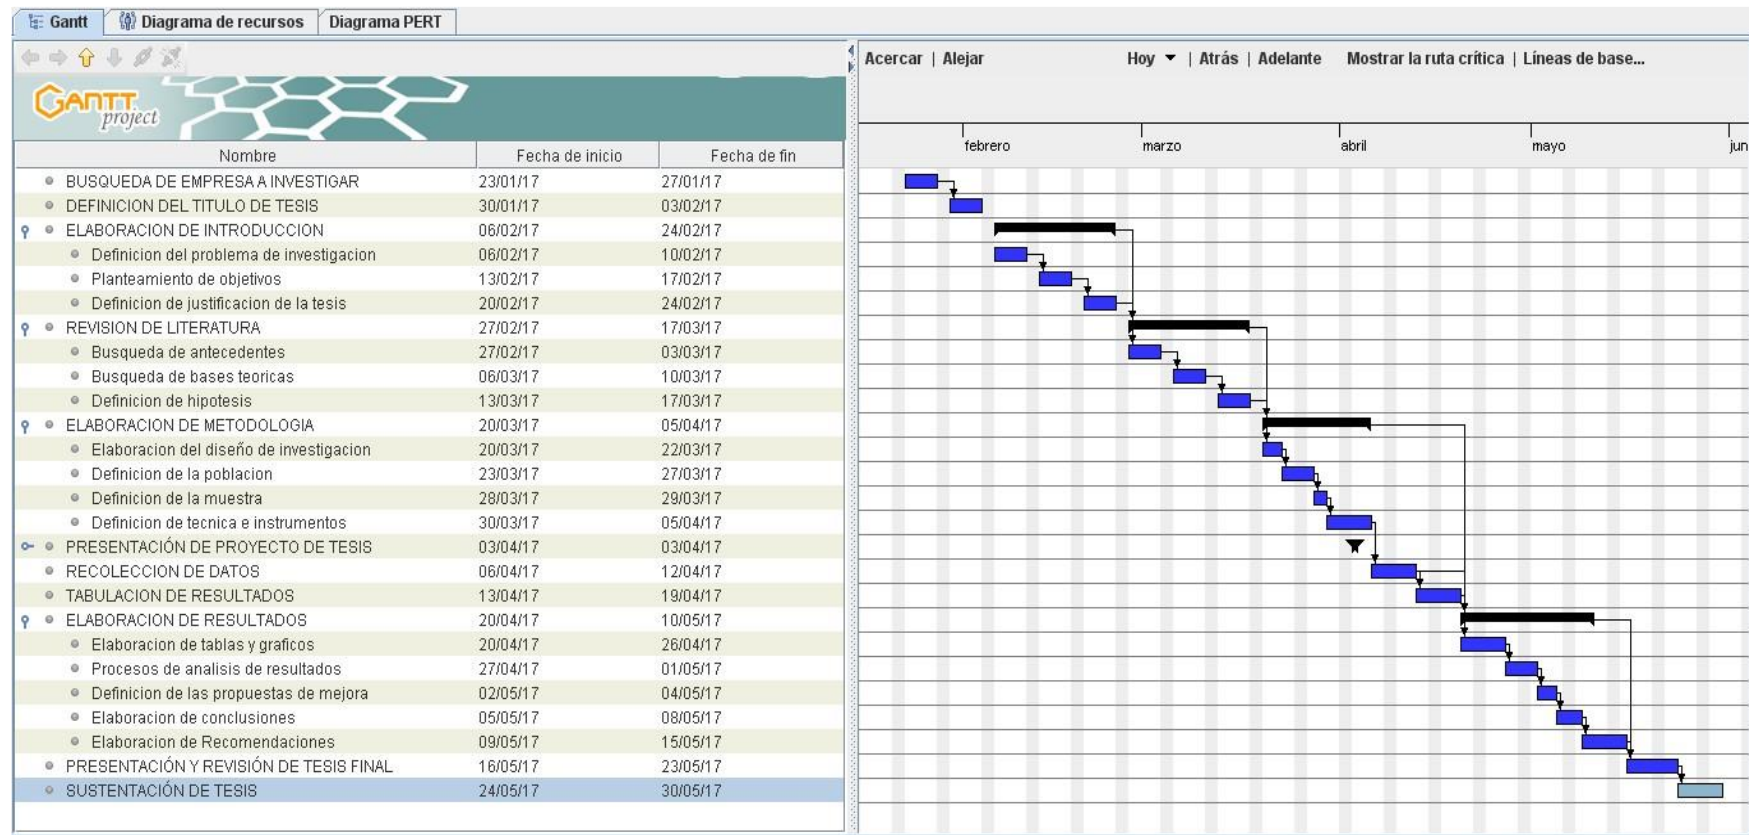 Gantt Diagrama de recursos Diagrama PERT
Acercar | Alejar Hoy | Atrás | Adelante Mostrar la ruta crítica | Líneas de base...
GANTT
project
Nombre Fecha de inicio Fecha de fin
febrero marzo abril mayo jun
BUSQUEDA DE EMPRESA A INVESTIGAR 23/01/17 27/01/17
DEFINICION DEL TITULO DE TESIS 30/01/17 03/02/17
ELABORACION DE INTRODUCCION 06/02/17 24/02/17
Definicion del problema de investigacion 06/02/17 10/02/17
Planteamiento de objetivos 13/02/17 17/02/17
Definicion de justificacion de la tesis 20/02/17 24/02/17
REVISION DE LITERATURA 27/02/17 17/03/17
Busqueda de antecedentes 27/02/17 03/03/17
Busqueda de bases teoricas 06/03/17 10/03/17
Definicion de hipotesis 13/03/17 17/03/17
ELABORACION DE METODOLOGIA 20/03/17 05/04/17
Elaboracion del diseño de investigacion 20/03/17 22/03/17
Definicion de la poblacion 23/03/17 27/03/17
Definicion de la muestra 28/03/17 29/03/17
Definicion de tecnica e instrumentos 30/03/17 05/04/17
PRESENTACIÓN DE PROYECTO DE TESIS 03/04/17 03/04/17
RECOLECCION DE DATOS 06/04/17 12/04/17
TABULACION DE RESULTADOS 13/04/17 19/04/17
ELABORACION DE RESULTADOS 20/04/17 10/05/17
Elaboracion de tablas y graficos 20/04/17 26/04/17
Procesos de analisis de resultados 27/04/17 01/05/17
Definicion de las propuestas de mejora 02/05/17 04/05/17
Elaboracion de conclusiones 05/05/17 08/05/17
Elaboracion de Recomendaciones 09/05/17 15/05/17
PRESENTACIÓN Y REVISIÓN DE TESIS FINAL 16/05/17 23/05/17
SUSTENTACIÓN DE TESIS 24/05/17 30/05/17